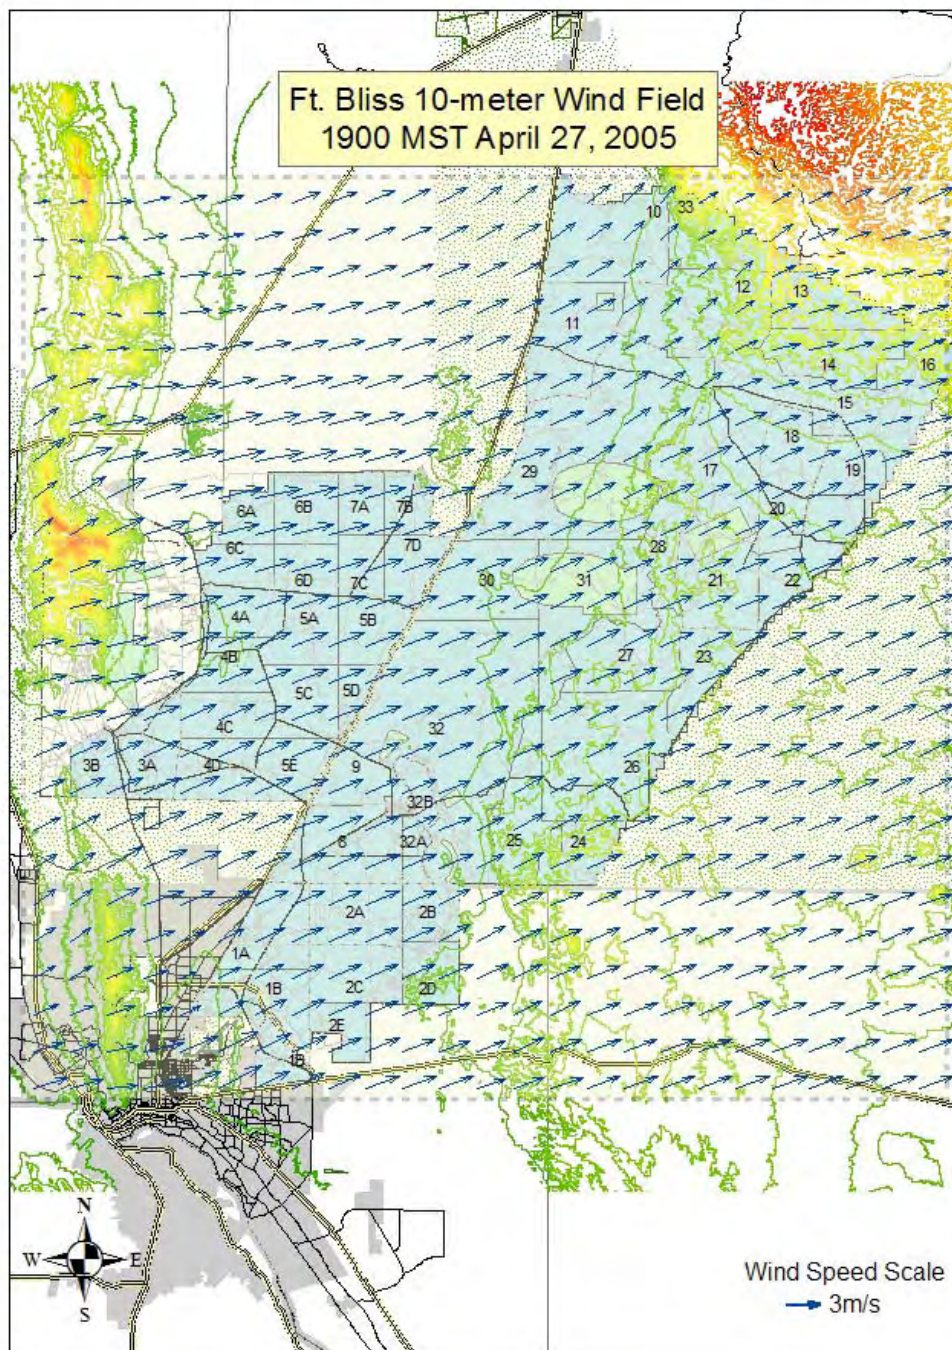 Ft. Bliss 10-meter Wind Field
1900 MST April 27, 2005
10 33
12 13
11
14 16
15
18
29 17 19
6A 6B 7A 7B
20
6C 7D 28
6D 7C 30 31 21 22
4A 5A 5B
4B 27 23
5C 5D
4C 32
3B 3A 4D 5E 9 26
32B
8 32A 25 24
2A 2B
1A
1B 2C 2D
2E
1B
N
W E
S
Wind Speed Scale
3m/s